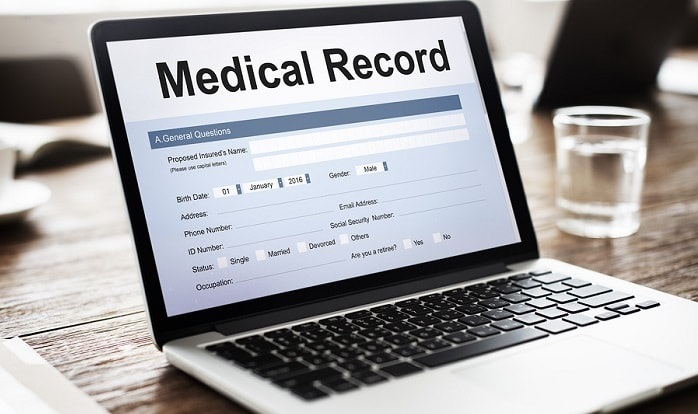 Medical Record
A.General Questions
Proposed Insured's Name:
(Please use capital letters)
Birth Date: 01 January 2016 Gender: Male
Address: Email Address:
Phone Number: Social Security Number:
ID Number:
Status: Single Married Devorced Others Are you a retiree? Yes No
Occupation: